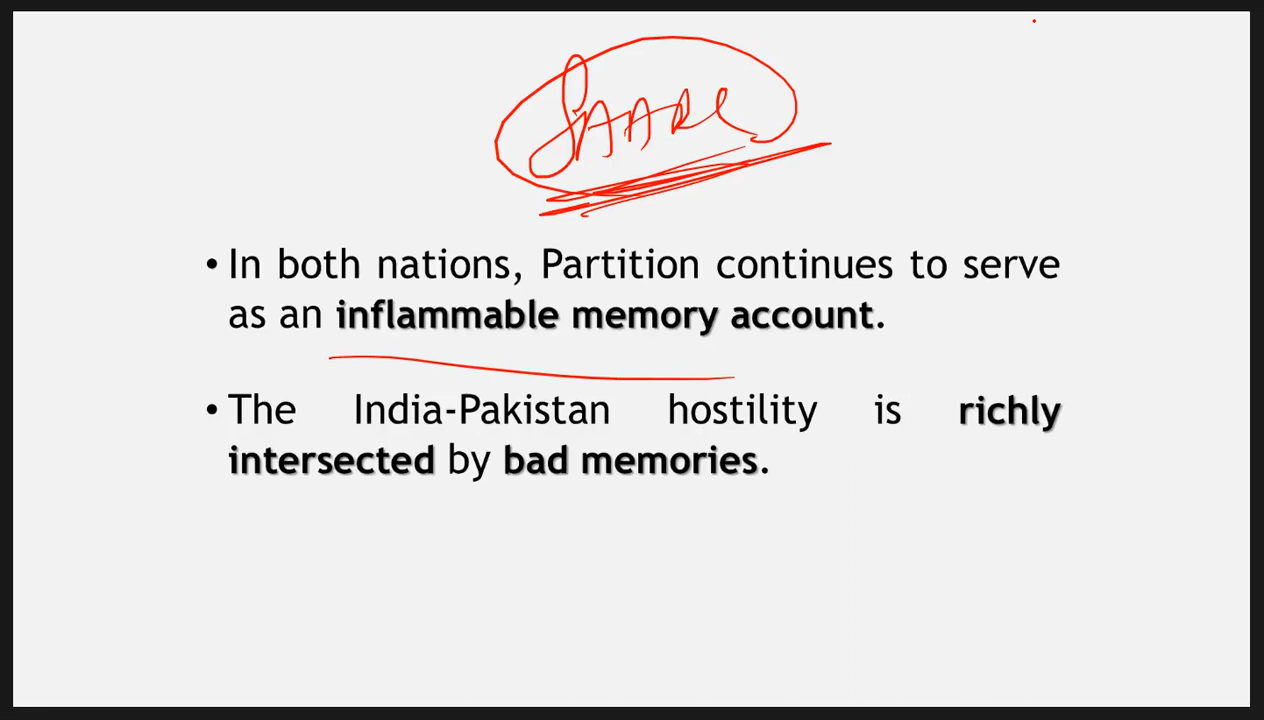 SAARC
• In both nations, Partition continues to serve
as an inflammable memory account.
• The India-Pakistan hostility is richly
intersected by bad memories.